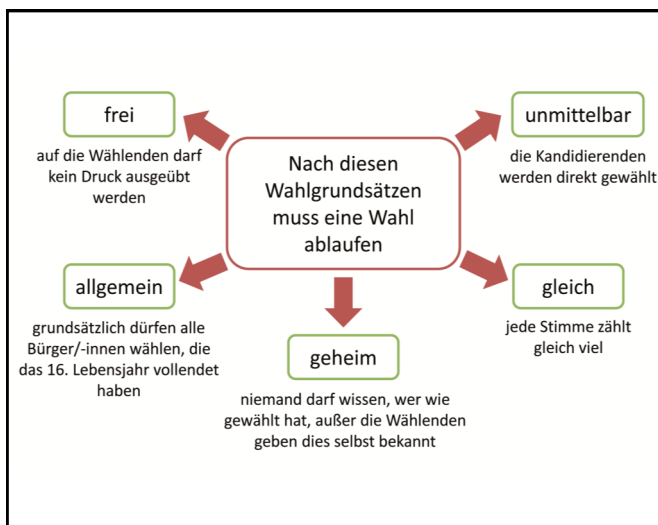 frei
auf die Wählenden darf
kein Druck ausgeübt
werden
unmittelbar
die Kandidierenden
werden direkt gewählt
Nach diesen
Wahlgrundsätzen
muss eine Wahl
ablaufen
allgemein
grundsätzlich dürfen alle
Bürger/-innen wählen, die
das 16. Lebensjahr vollendet
haben
geheim
niemand darf wissen, wer wie
gewählt hat, außer die Wählenden
geben dies selbst bekannt
gleich
jede Stimme zählt
gleich viel